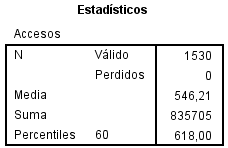 Estadísticos
Accesos
N Válido 1530
Perdidos 0
Media 546,21
Suma 835705
Percentiles 60 618,00